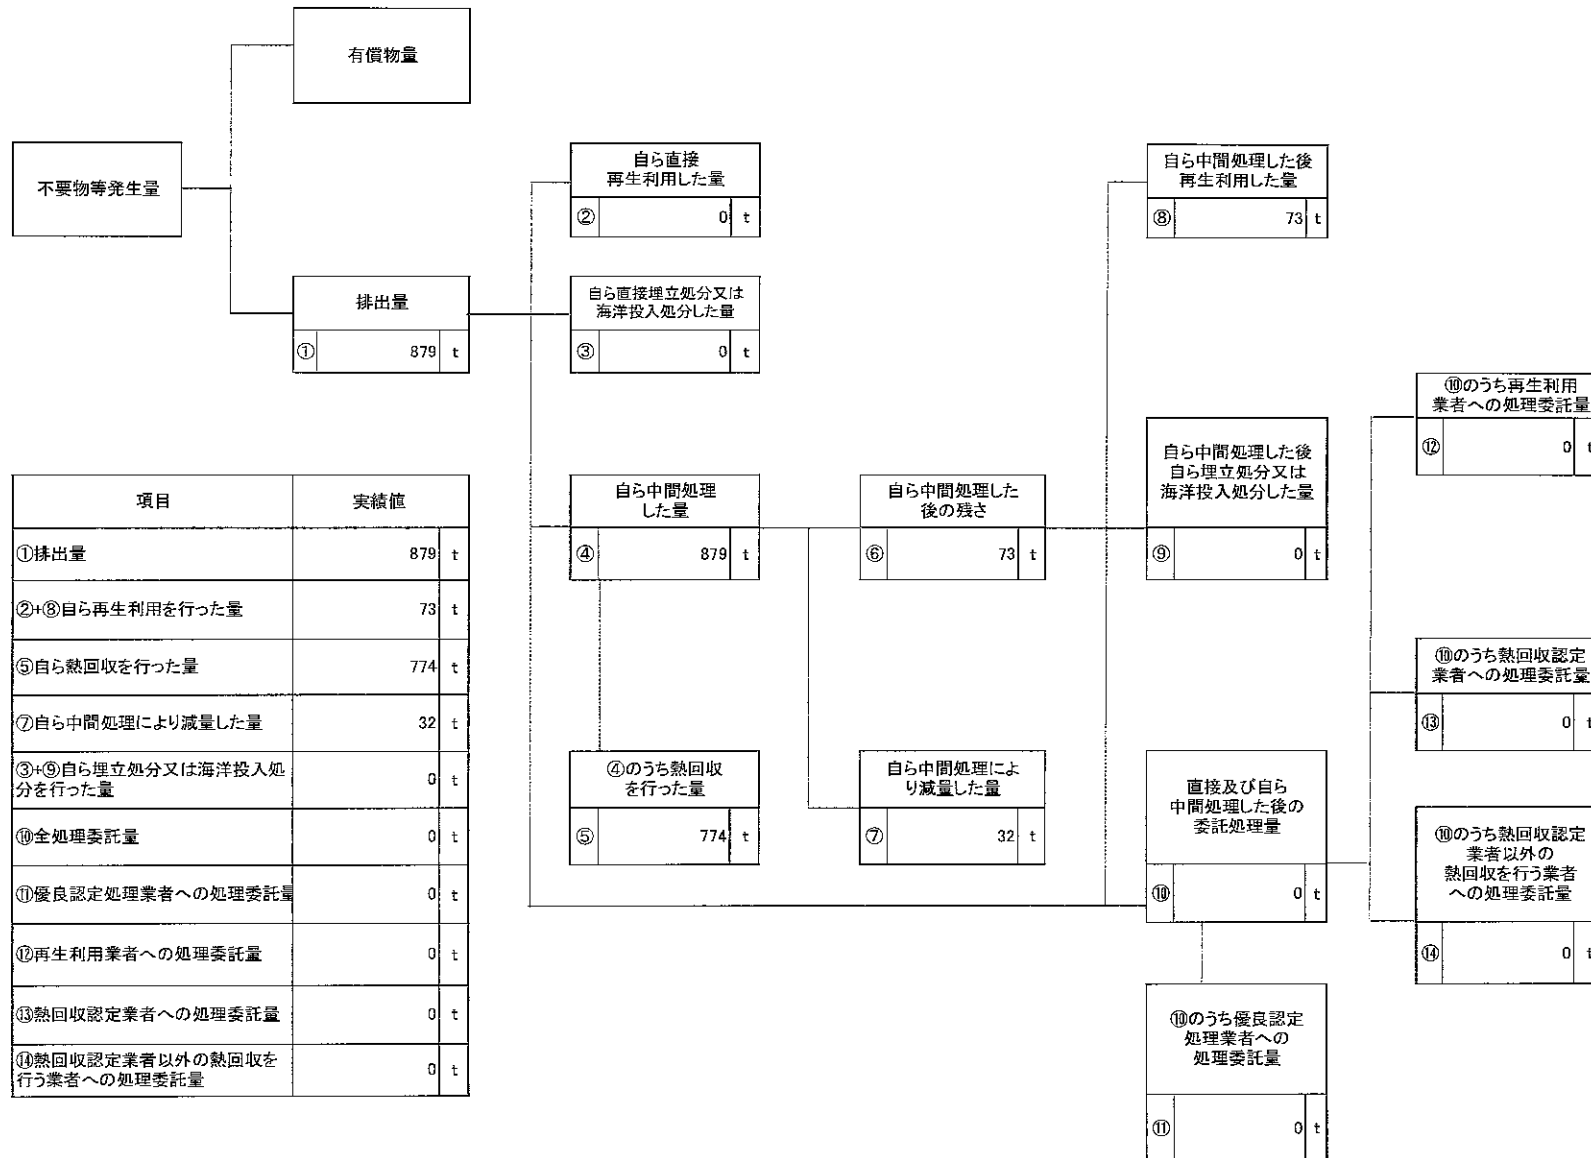 有償物量
不要物等発生量
排出量
① 879 t
自ら直接
再生利用した量
② 0 t
自ら直接埋立処分又は
海洋投入処分した量
③ 0 t
自ら中間処理
した量
④ 879 t
④のうち熱回収
を行った量
⑤ 774 t
自ら中間処理した
後の残さ
⑥ 73 t
自ら中間処理によ
り減量した量
⑦ 32 t
自ら中間処理した後
再生利用した量
⑧ 73 t
自ら中間処理した後
自ら埋立処分又は
海洋投入処分した量
⑨ 0 t
直接及び自ら
中間処理した後の
委託処理量
⑩ 0 t
⑩のうち優良認定
処理業者への
処理委託量
⑪ 0 t
⑩のうち再生利用
業者への処理委託量
⑫ 0 t
⑩のうち熱回収認定
業者への処理委託量
⑬ 0 t
⑩のうち熱回収認定
業者以外の
熱回収を行う業者
への処理委託量
⑭ 0 t
項目 実績値
①排出量 879 t
②+⑧自ら再生利用を行った量 73 t
⑤自ら熱回収を行った量 774 t
⑦自ら中間処理により減量した量 32 t
③+⑨自ら埋立処分又は海洋投入処
分を行った量 0 t
⑩全処理委託量 0 t
⑪優良認定処理業者への処理委託量 0 t
⑫再生利用業者への処理委託量 0 t
⑬熱回収認定業者への処理委託量 0 t
⑭熱回収認定業者以外の熱回収を
行う業者への処理委託量 0 t